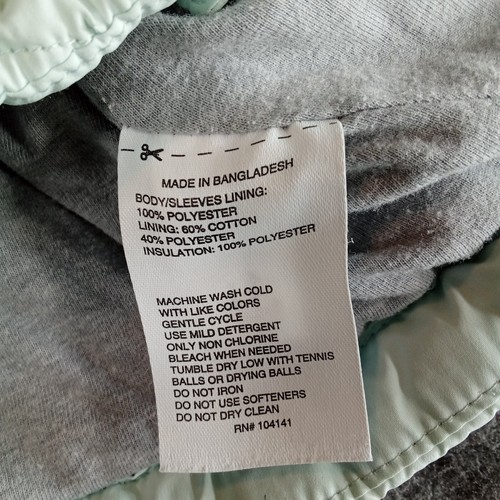 MADE IN BANGLADESH
BODY/SLEEVES LINING:
100% POLYESTER
LINING: 60% COTTON
40% POLYESTER
INSULATION: 100% POLYESTER
MACHINE WASH COLD
WITH LIKE COLORS
GENTLE CYCLE
USE MILD DETERGENT
ONLY NON CHLORINE
BLEACH WHEN NEEDED
TUMBLE DRY LOW WITH TENNIS
BALLS OR DRYING BALLS
DO NOT IRON
DO NOT USE SOFTENERS
DO NOT DRY CLEAN
RN# 104141